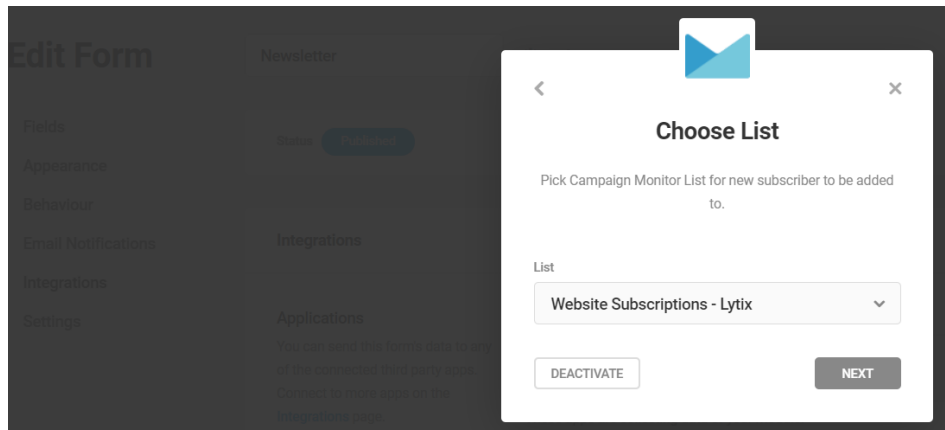 Edit Form
Newsletter
Fields
Appearance
Behaviour
Email Notifications
Integrations
Settings
Status Published
Integrations
Applications
You can send this form's data to any
of the connected third party apps.
Connect to more apps on the
Integrations page.
Choose List
Pick Campaign Monitor List for new subscriber to be added
to.
List
Website Subscriptions - Lytix
DEACTIVATE
NEXT